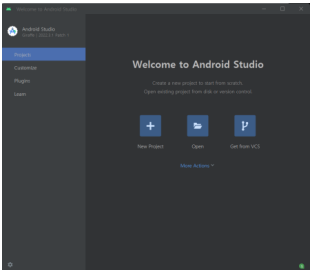 Welcome to Android Studio
Android Studio
Projects
Customize
Plugins
Learn
Welcome to Android Studio
Create a new project to start from scratch.
Open existing project from disk or version control.
New Project
Open
Get from VCS
More Actions